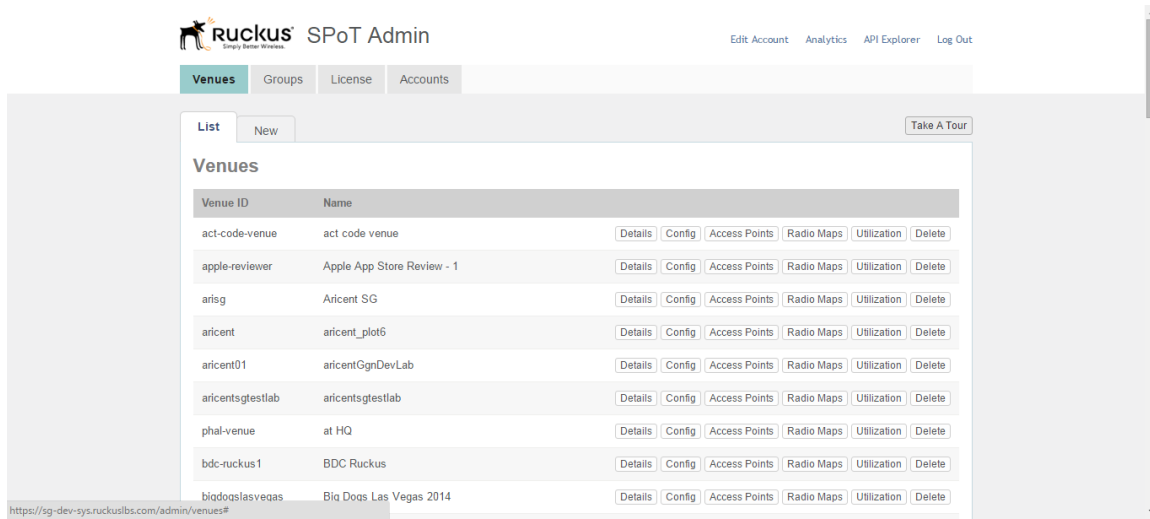 Ruckus SPoT Admin
Simply Better Wireless.
Edit Account Analytics API Explorer Log Out
Venues Groups License Accounts
List New Take A Tour
Venues
Venue ID Name
act-code-venue act code venue Details Config Access Points Radio Maps Utilization Delete
apple-reviewer Apple App Store Review - 1 Details Config Access Points Radio Maps Utilization Delete
arisg Aricent SG Details Config Access Points Radio Maps Utilization Delete
aricent aricent_plot6 Details Config Access Points Radio Maps Utilization Delete
aricent01 aricentGgnDevLab Details Config Access Points Radio Maps Utilization Delete
aricentsgtestlab aricentsgtestlab Details Config Access Points Radio Maps Utilization Delete
phal-venue at HQ Details Config Access Points Radio Maps Utilization Delete
bdc-ruckus1 BDC Ruckus Details Config Access Points Radio Maps Utilization Delete
bigdogslasvegas Big Dogs Las Vegas 2014 Details Config Access Points Radio Maps Utilization Delete
https://sg-dev-sys.ruckuslbs.com/admin/venues#